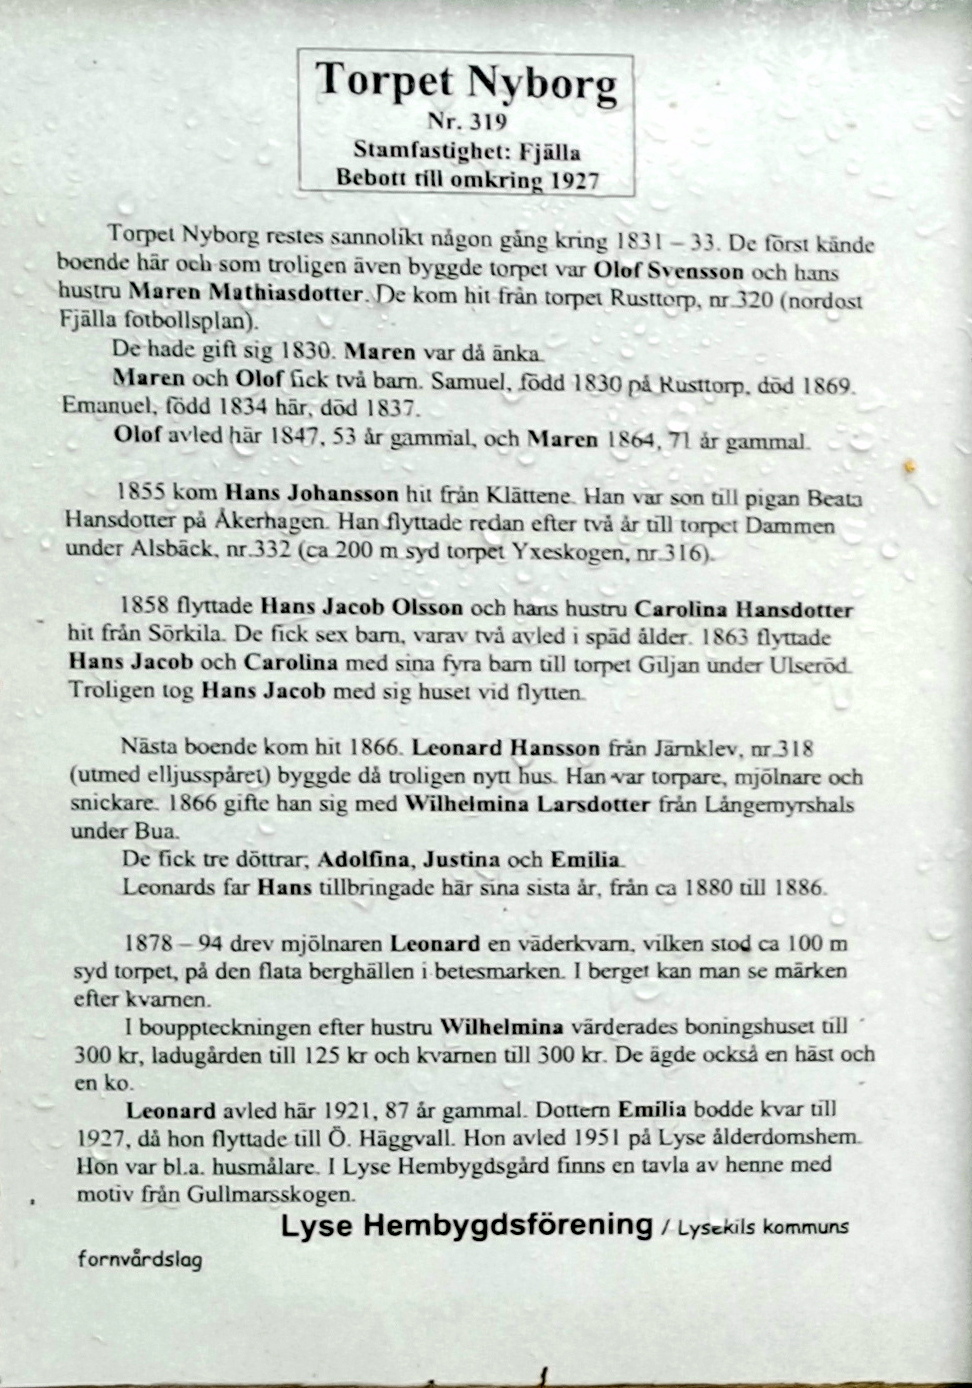 Torpet Nyborg
Nr. 319
Stamfastighet: Fjälla
Bebott till omkring 1927
Torpet Nyborg restes sannolikt någon gång kring 1831 – 33. De först kände
boende här och som troligen även byggde torpet var Olof Svensson och hans
hustru Maren Mathiasdotter. De kom hit från torpet Rusttorp, nr.320 (nordost
Fjälla fotbollsplan).
De hade gift sig 1830. Maren var då änka.
Maren och Olof fick två barn. Samuel, född 1830 på Rusttorp, död 1869.
Emanuel, född 1834 här, död 1837.
Olof avled här 1847, 53 år gammal, och Maren 1864, 71 år gammal.
1855 kom Hans Johansson hit från Klättene. Han var son till pigan Beata
Hansdotter på Åkerhagen. Han flyttade redan efter två år till torpet Dammen
under Alsbäck, nr.332 (ca 200 m syd torpet Yxeskogen, nr.316).
1858 flyttade Hans Jacob Olsson och hans hustru Carolina Hansdotter
hit från Sörkila. De fick sex barn, varav två avled i späd ålder. 1863 flyttade
Hans Jacob och Carolina med sina fyra barn till torpet Giljan under Ulseröd.
Troligen tog Hans Jacob med sig huset vid flytten.
Nästa boende kom hit 1866. Leonard Hansson från Järnklev, nr.318
(utmed elljusspåret) byggde då troligen nytt hus. Han var torpare, mjölnare och
snickare. 1866 gifte han sig med Wilhelmina Larsdotter från Långemyrshals
under Bua.
De fick tre döttrar; Adolfina, Justina och Emilia.
Leonards far Hans tillbringade här sina sista år, från ca 1880 till 1886.
1878 – 94 drev mjölnaren Leonard en väderkvarn, vilken stod ca 100 m
syd torpet, på den flata berghällen i betesmarken. I berget kan man se märken
efter kvarnen.
I bouppteckningen efter hustru Wilhelmina värderades boningshuset till
300 kr, ladugården till 125 kr och kvarnen till 300 kr. De ägde också en häst och
en ko.
Leonard avled här 1921, 87 år gammal. Dottern Emilia bodde kvar till
1927, då hon flyttade till Ö. Häggvall. Hon avled 1951 på Lyse ålderdomshem.
Hon var bl.a. husmålare. I Lyse Hembygdsgård finns en tavla av henne med
motiv från Gullmarsskogen.
Lyse Hembygdsförening / Lysekils kommuns
fornvårdslag